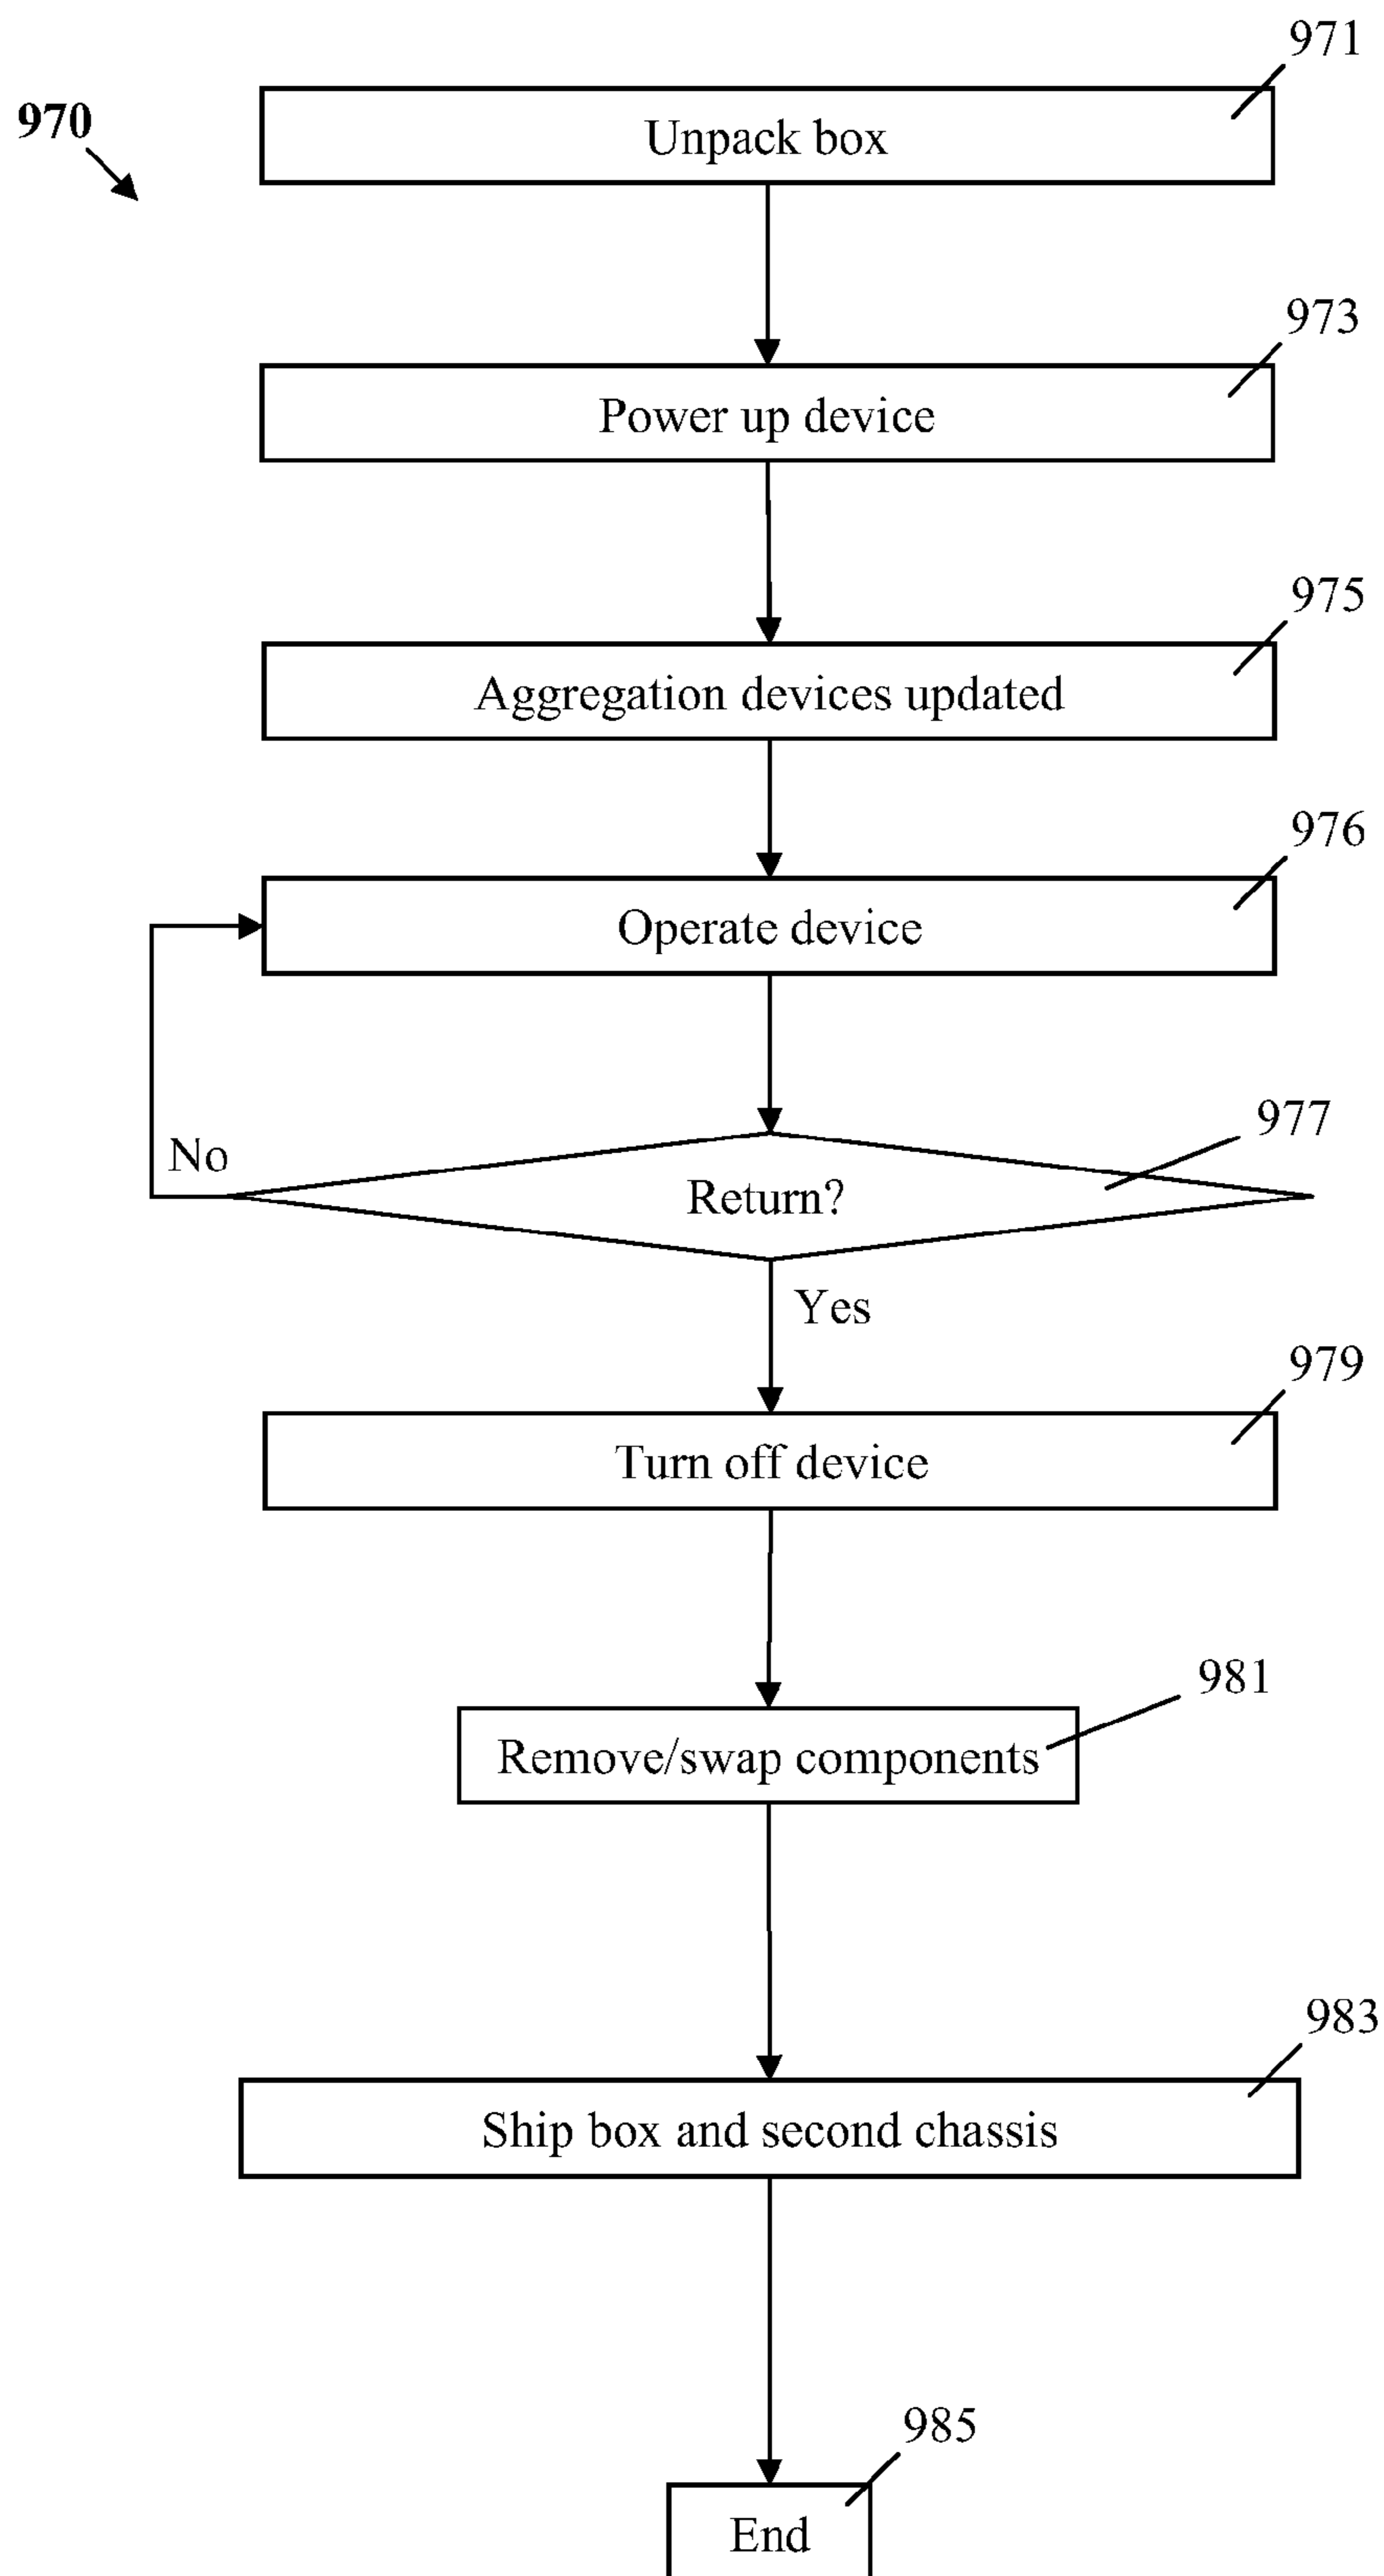 971
970
Unpack box
973
Power up device
975
Aggregation devices updated
976
Operate device
977
No
Return?
Yes
979
Turn off device
981
Remove/swap components
983
Ship box and second chassis
985
End